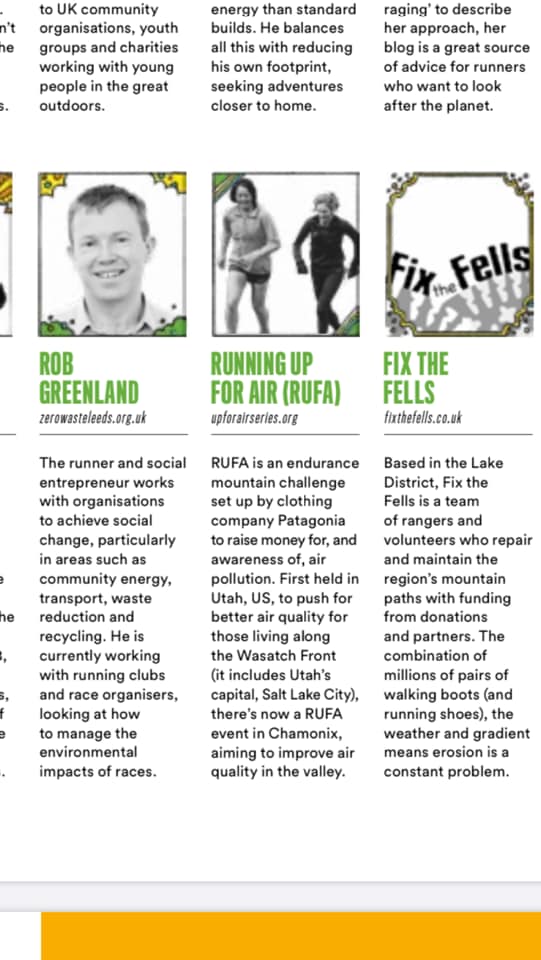 to UK community
organisations, youth
groups and charities
working with young
people in the great
outdoors.
energy than standard
builds. He balances
all this with reducing
his own footprint,
seeking adventures
closer to home.
raging' to describe
her approach, her
blog is a great source
of advice for runners
who want to look
after the planet.
ROB
GREENLAND
zerowasteleeds.org.uk
The runner and social
entrepreneur works
with organisations
to achieve social
change, particularly
in areas such as
community energy,
transport, waste
reduction and
recycling. He is
currently working
with running clubs
and race organisers,
looking at how
to manage the
environmental
impacts of races.
RUNNING UP
FOR AIR (RUFA)
upforairseries.org
RUFA is an endurance
mountain challenge
set up by clothing
company Patagonia
to raise money for, and
awareness of, air
pollution. First held in
Utah, US, to push for
better air quality for
those living along
the Wasatch Front
(it includes Utah's
capital, Salt Lake City),
there's now a RUFA
event in Chamonix,
aiming to improve air
quality in the valley.
Fix the Fells
FIX THE
FELLS
fixthefells.co.uk
Based in the Lake
District, Fix the
Fells is a team
of rangers and
volunteers who repair
and maintain the
region's mountain
paths with funding
from donations
and partners. The
combination of
millions of pairs of
walking boots (and
running shoes), the
weather and gradient
means erosion is a
constant problem.